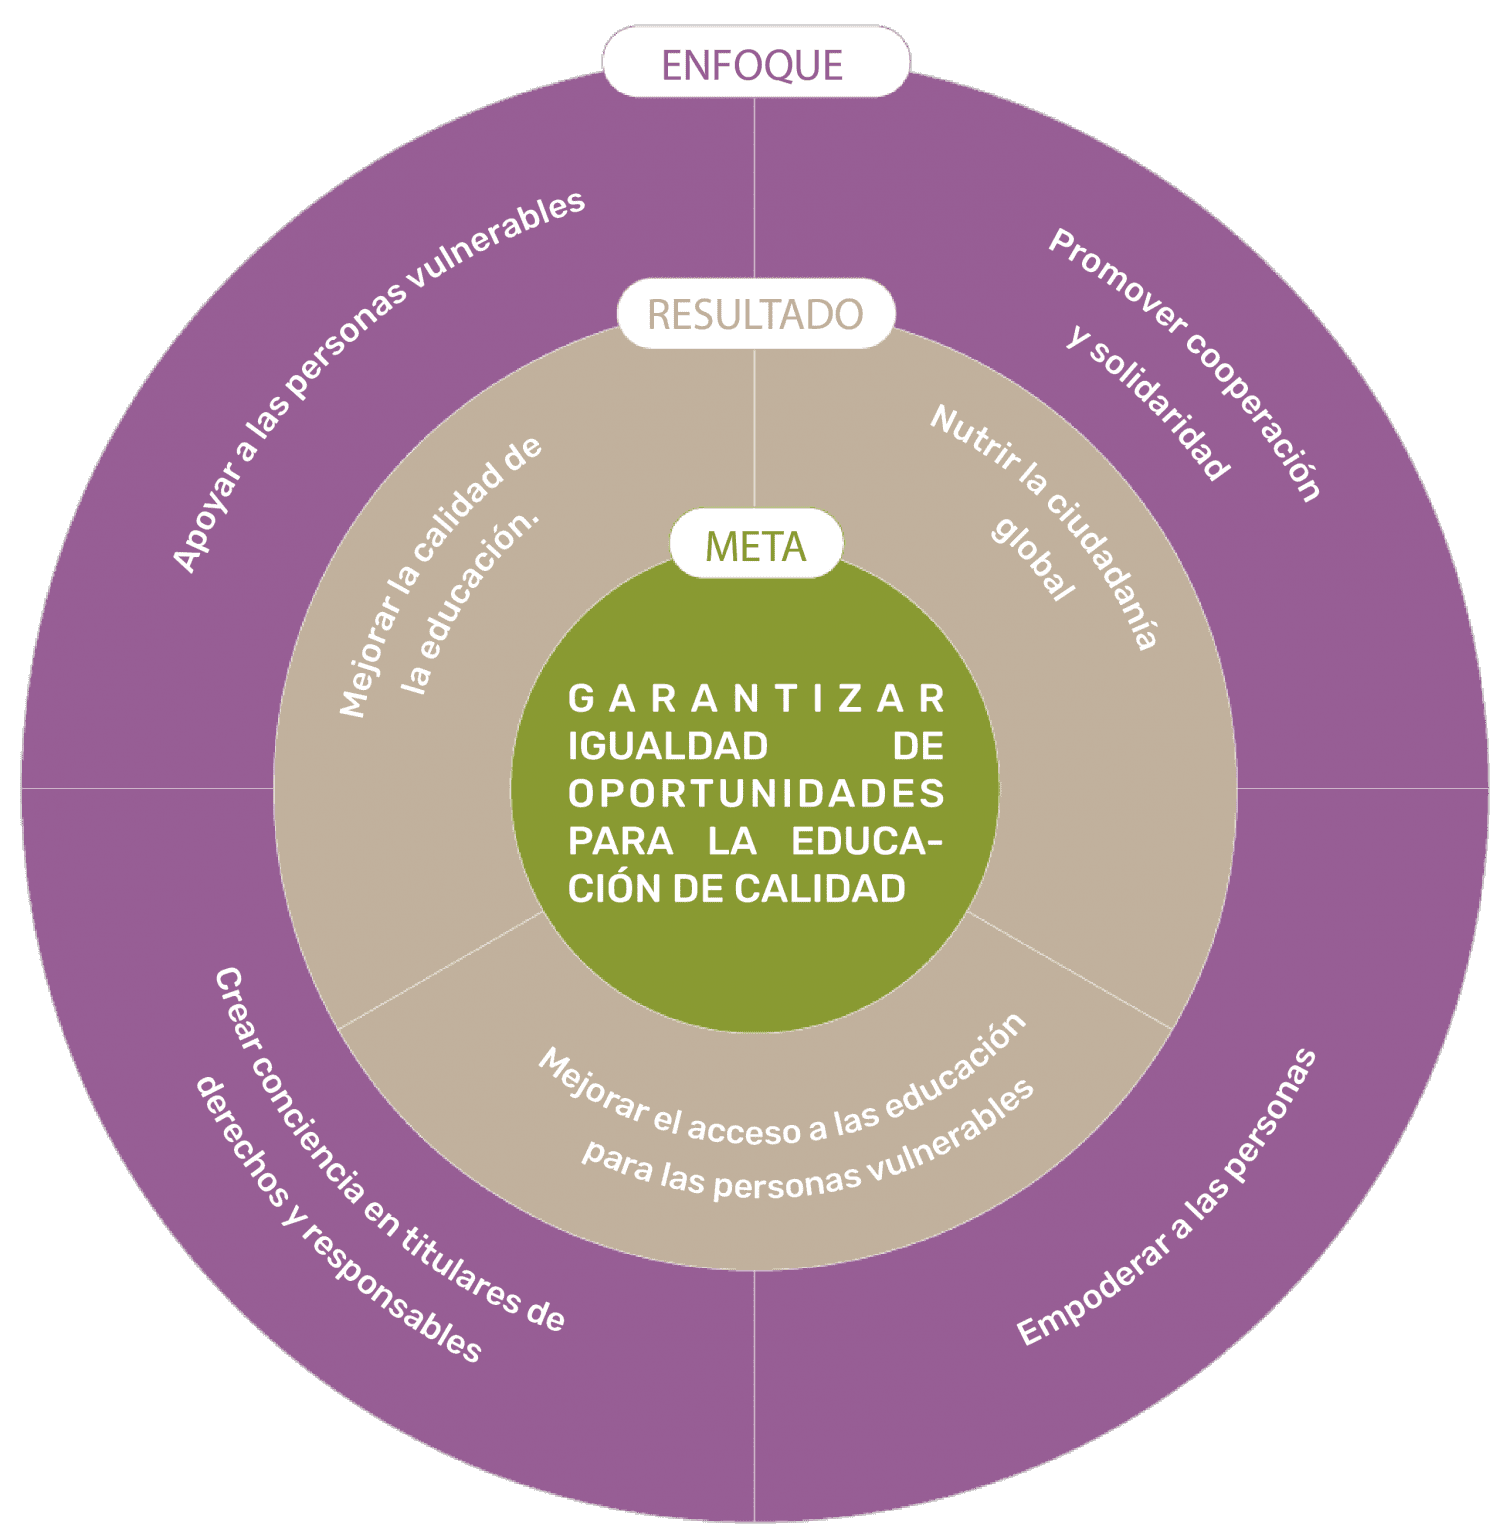 ENFOQUE
Apoyar a las personas vulnerables
Promover cooperación
y solidaridad
RESULTADO
Mejorar la calidad de
la educación.
Nutrir la ciudadanía
global
META
GARANTIZAR
IGUALDAD DE
OPORTUNIDADES
PARA LA EDUCA-
CIÓN DE CALIDAD
Mejorar el acceso a las educación
para las personas vulnerables
Crear conciencia en titulares de
derechos y responsables
Empoderar a las personas